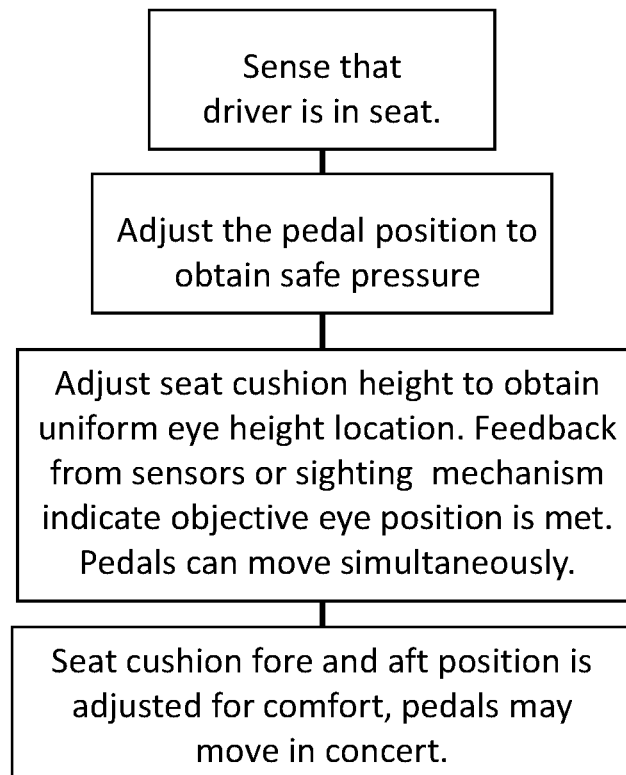 Sense that
driver is in seat.
Adjust the pedal position to
obtain safe pressure
Adjust seat cushion height to obtain
uniform eye height location. Feedback
from sensors or sighting mechanism
indicate objective eye position is met.
Pedals can move simultaneously.
Seat cushion fore and aft position is
adjusted for comfort, pedals may
move in concert.